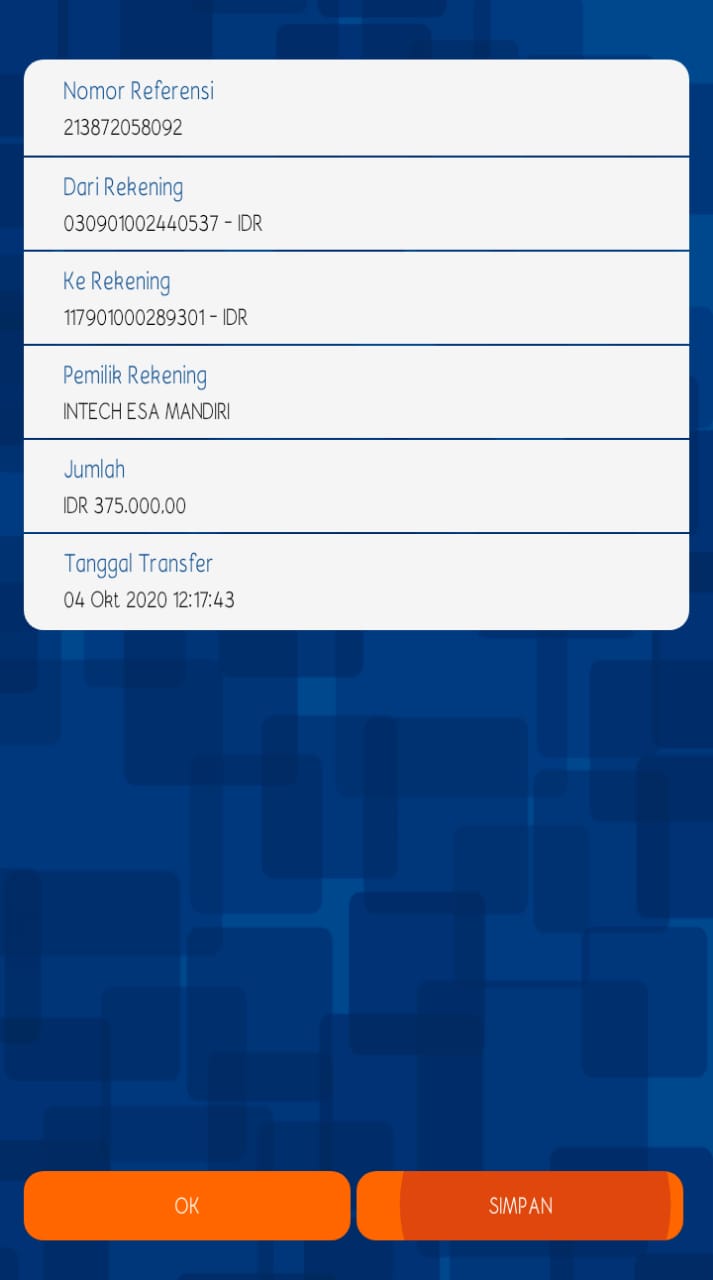 Nomor Referensi
213872058092
Dari Rekening
030901002440537 - IDR
Ke Rekening
117901000289301 - IDR
Pemilik Rekening
INTECH ESA MANDIRI
Jumlah
IDR 375.000,00
Tanggal Transfer
04 Okt 2020 12:17:43
OK
SIMPAN